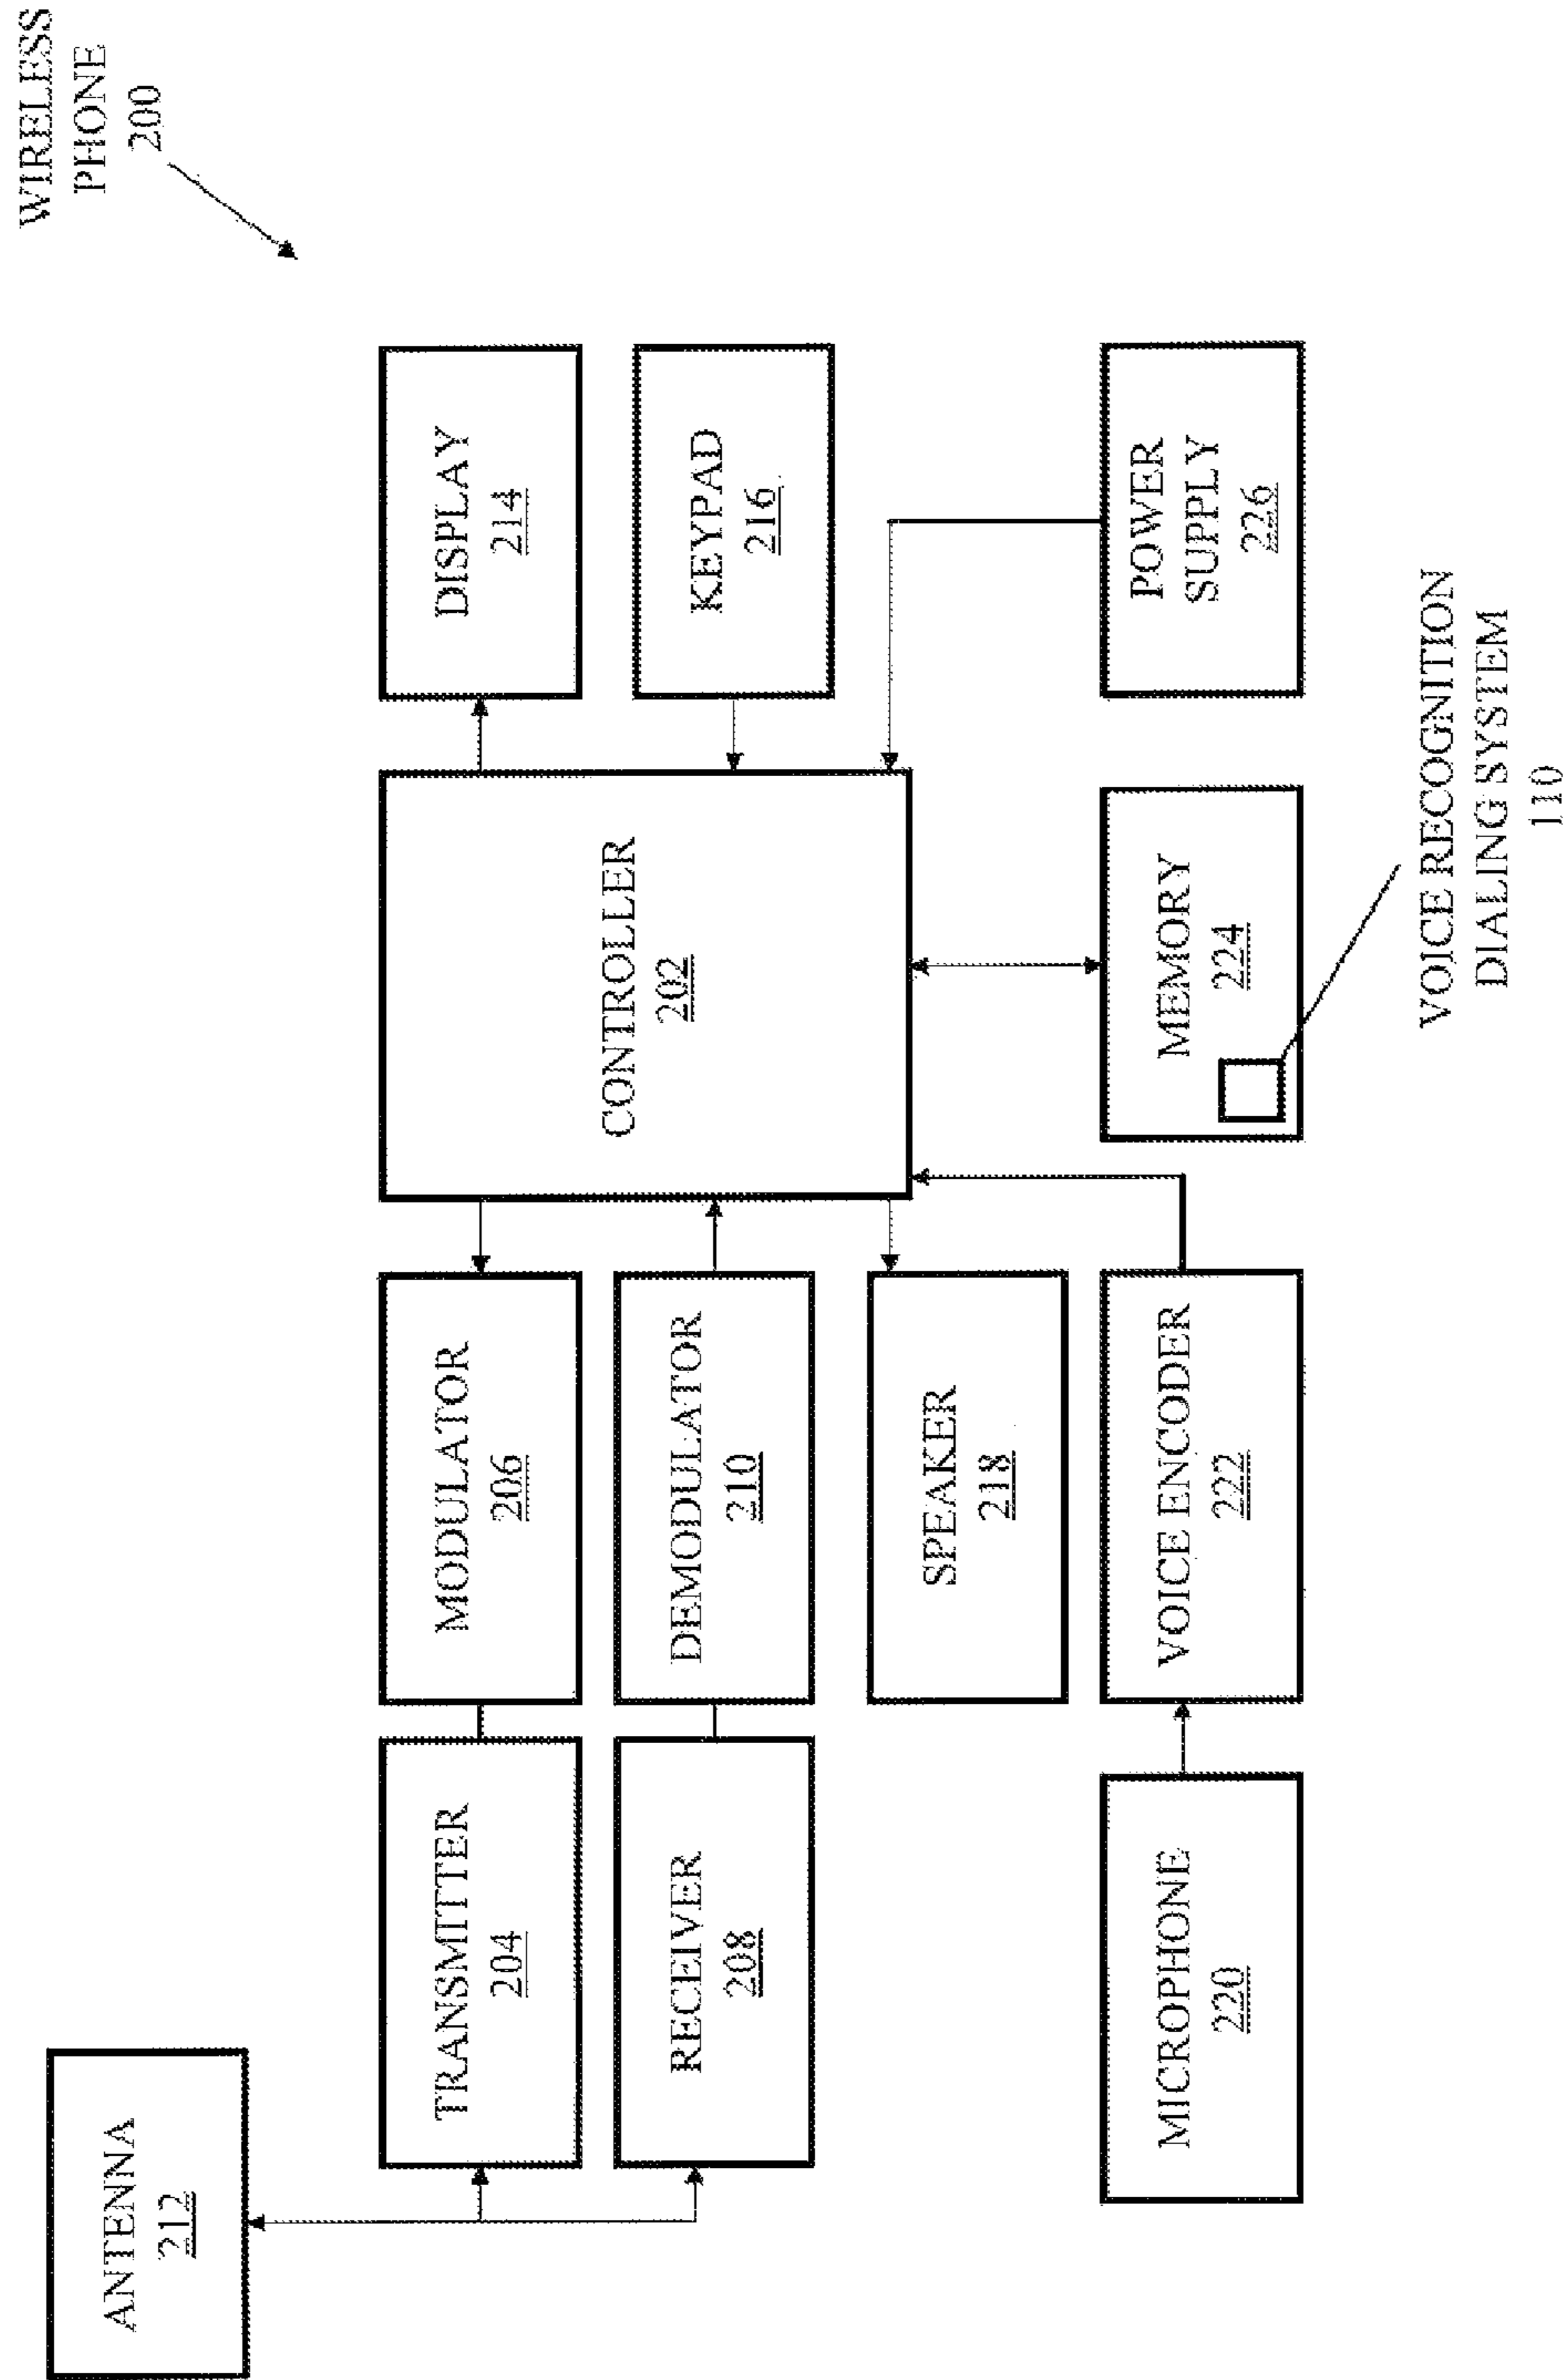 WIRELESS
PHONE
200
ANTENNA
212
TRANSMITTER
204
MODULATOR
206
CONTROLLER
202
DISPLAY
214
RECEIVER
208
DEMODULATOR
210
KEYPAD
216
SPEAKER
218
MICROPHONE
220
VOICE ENCODER
222
MEMORY
224
POWER
SUPPLY
226
VOICE RECOGNITION
DIALING SYSTEM
110